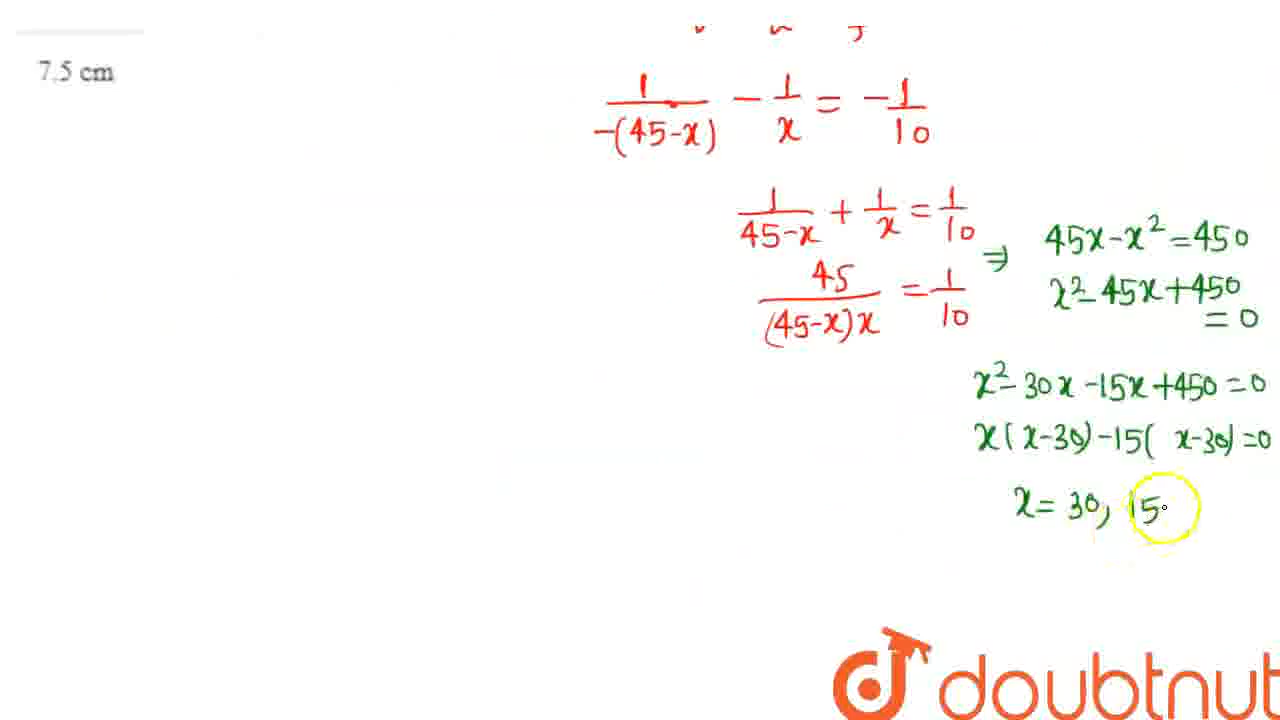 7.5 cm
1/-(45-x) - 1/x = -1/10
1/45-x + 1/x = 1/10
45/(45-x)x = 1/10
⇒ 45x-x² = 450
x²-45x+450
= 0
x²-30x-15x+450=0
x(x-30)-15(x-30)=0
x= 30, 15
doubtnut